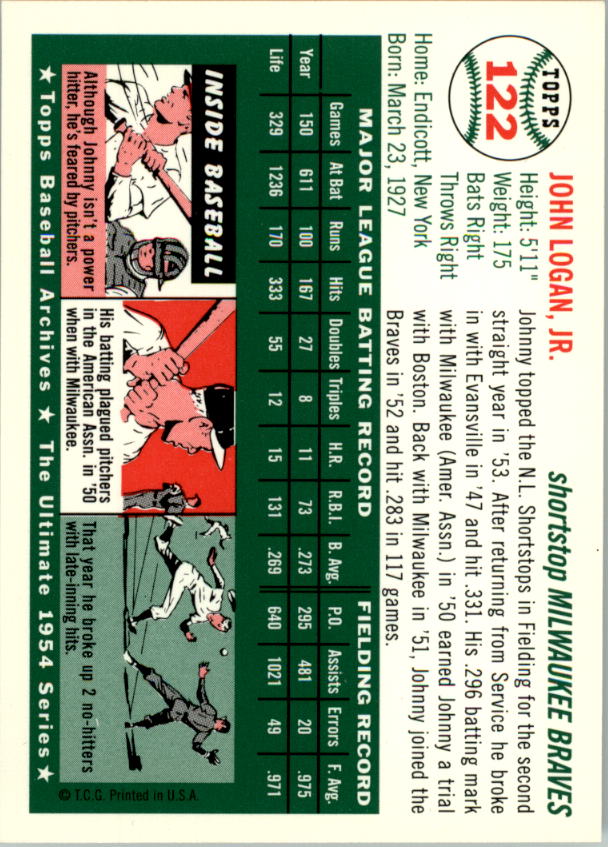 TOPPS
122
JOHN LOGAN, JR.
shortstop MILWAUKEE BRAVES
Height: 5'11"
Weight: 175
Bats Right
Throws Right
Home: Endicott, New York
Born: March 23, 1927
Johnny topped the N.L. Shortstops in Fielding for the second
straight year in '53. After returning from Service he broke
in with Evansville in '47 and hit .331. His .296 batting mark
with Milwaukee (Amer. Assn.) in '50 earned Johnny a trial
with Boston. Back with Milwaukee in '51, Johnny joined the
Braves in '52 and hit .283 in 117 games.
MAJOR LEAGUE BATTING RECORD FIELDING RECORD
Games At Bat Runs Hits Doubles Triples H.R. R.B.I. B. Avg. P.O. Assists Errors F. Avg.
Year 150 611 100 167 27 8 11 73 .273 295 481 20 .975
Life 329 1236 170 333 55 12 15 131 .269 640 1021 49 .971
INSIDE BASEBALL
Although Johnny isn't a power
hitter, he's feared by pitchers.
His batting plagued pitchers
in the American Assn. in '50
when with Milwaukee.
That year he broke up 2 no-hitters
with late-inning hits.
© T.C.G. Printed in U.S.A.
★ Topps Baseball Archives ★ The Ultimate 1954 Series ★